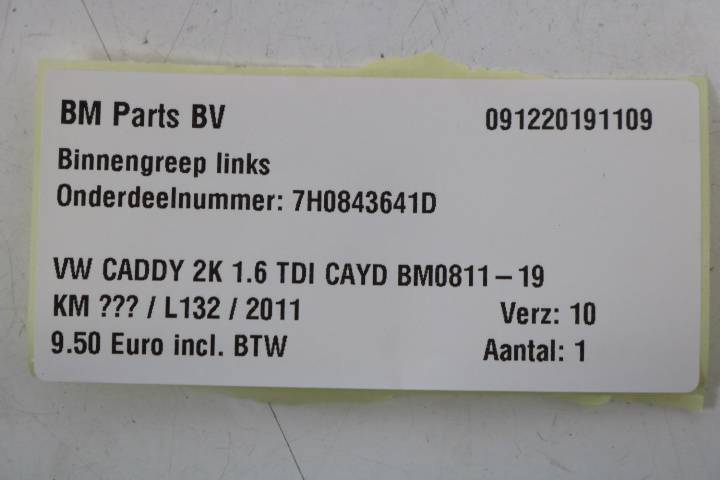 BM Parts BV 091220191109
Binnengreep links
Onderdeelnummer: 7H0843641D
VW CADDY 2K 1.6 TDI CAYD BM0811-19
KM ??? / L132 / 2011 Verz: 10
9.50 Euro incl. BTW Aantal: 1